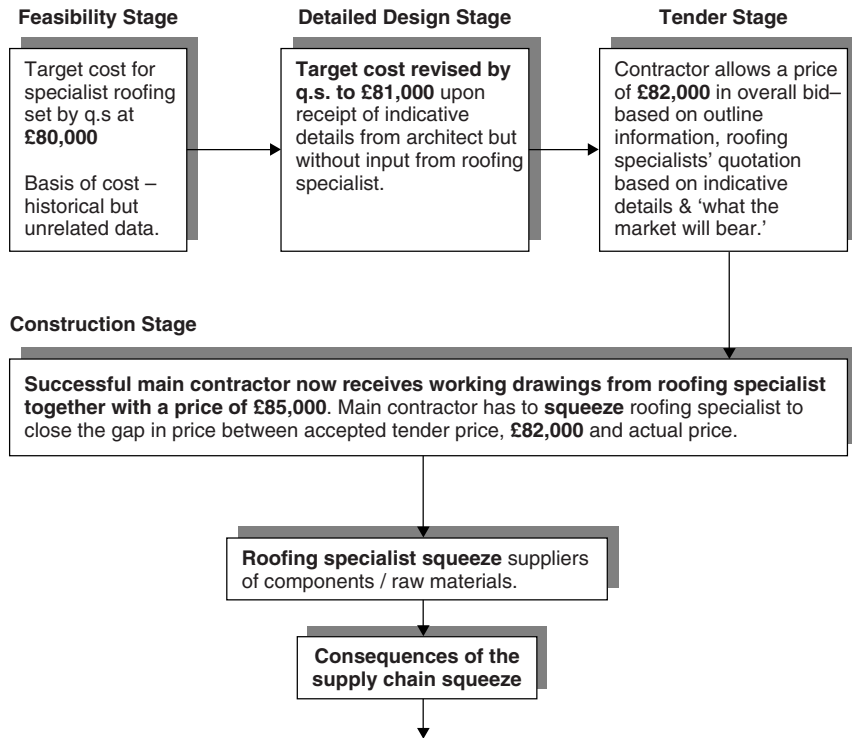 Feasibility Stage
Detailed Design Stage
Tender Stage
Target cost for
specialist roofing
set by q.s at
£80,000
Basis of cost –
historical but
unrelated data.
Target cost revised by
q.s. to £81,000 upon
receipt of indicative
details from architect but
without input from roofing
specialist.
Contractor allows a price
of £82,000 in overall bid–
based on outline
information, roofing
specialists' quotation
based on indicative
details & 'what the
market will bear.'
Construction Stage
Successful main contractor now receives working drawings from roofing specialist
together with a price of £85,000. Main contractor has to squeeze roofing specialist to
close the gap in price between accepted tender price, £82,000 and actual price.
Roofing specialist squeeze suppliers
of components / raw materials.
Consequences of the
supply chain squeeze